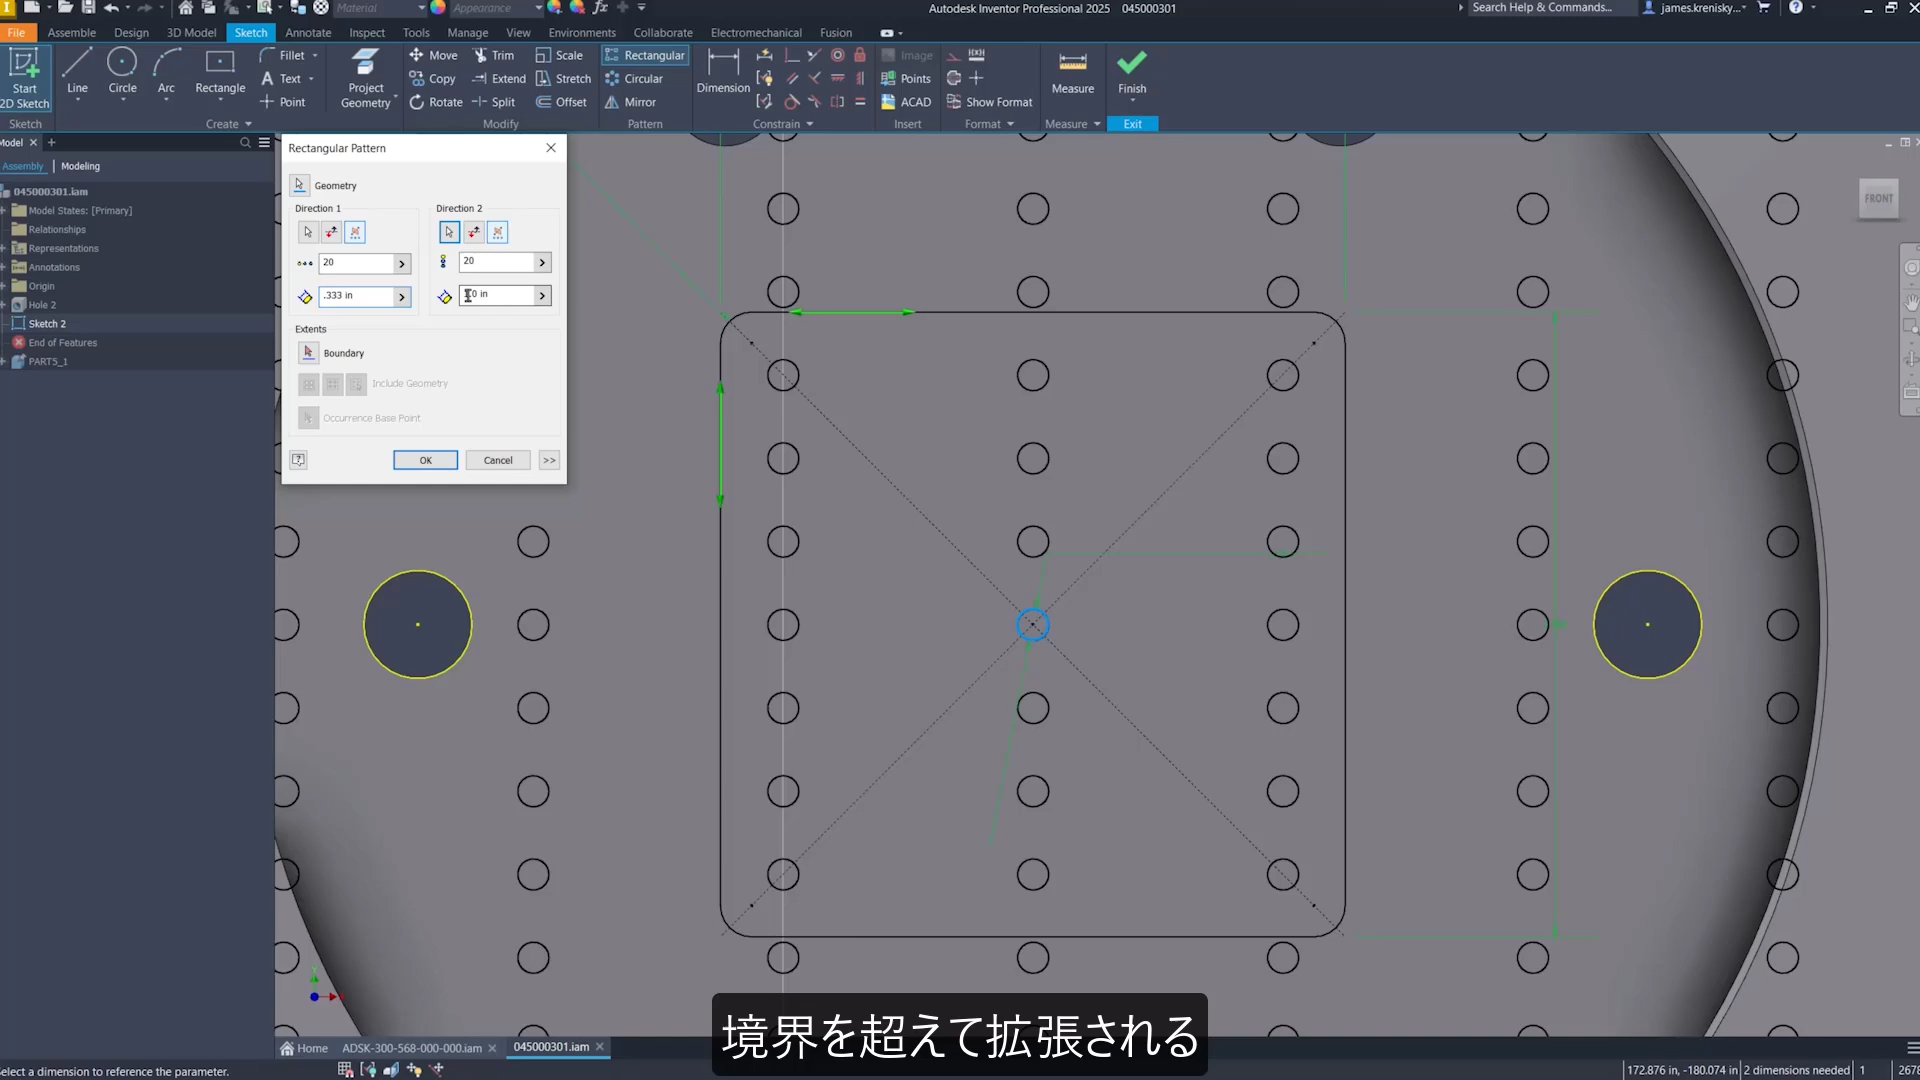 Material
Appearance
fx
Autodesk Inventor Professional 2025 045000301
Search Help & Commands...
james.krenisky...
File
Assemble
Design
3D Model
Sketch
Annotate
Inspect
Tools
Manage
View
Environments
Collaborate
Electromechanical
Fusion
Start
2D Sketch
Line
Circle
Arc
Rectangle
Fillet
Text
Point
Project
Geometry
Move
Copy
Rotate
Trim
Extend
Split
Scale
Stretch
Offset
Rectangular
Circular
Mirror
Dimension
Image
Points
ACAD
Show Format
Measure
Finish
Sketch
Create
Modify
Pattern
Constrain
Insert
Format
Measure
Exit
Model
Assembly | Modeling
045000301.iam
Model States: [Primary]
Relationships
Representations
Annotations
Origin
Hole 2
Sketch 2
End of Features
PART5_1
Rectangular Pattern
Geometry
Direction 1
Direction 2
20
20
.333 in
0 in
Extents
Boundary
Include Geometry
Occurrence Base Point
OK
Cancel
>>
FRONT
境界を超えて拡張される
Home
ADSK-300-568-000-000.iam
045000301.iam
Select a dimension to reference the parameter.
172.876 in, -180.074 in
2 dimensions needed
1
2678